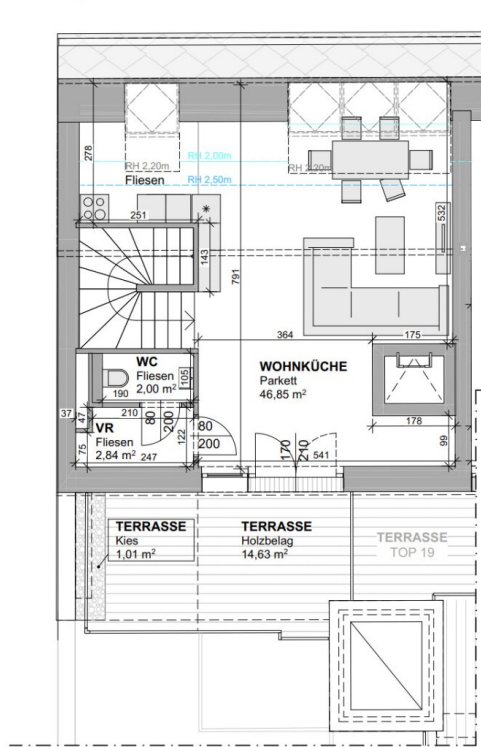 278
RH 2,20m
Fliesen
RH 2,00m
RH 2,50m
RH 2,20m
251
143
791
532
364
175
WC
Fliesen
2,00 m²
190
105
WOHNKÜCHE
Parkett
46,85 m²
37
47
210
80
200
VR
Fliesen
2,84 m²
75
247
122
80
200
170
210
541
178
99
TERRASSE
Kies
1,01 m²
TERRASSE
Holzbelag
14,63 m²
TERRASSE
TOP 19